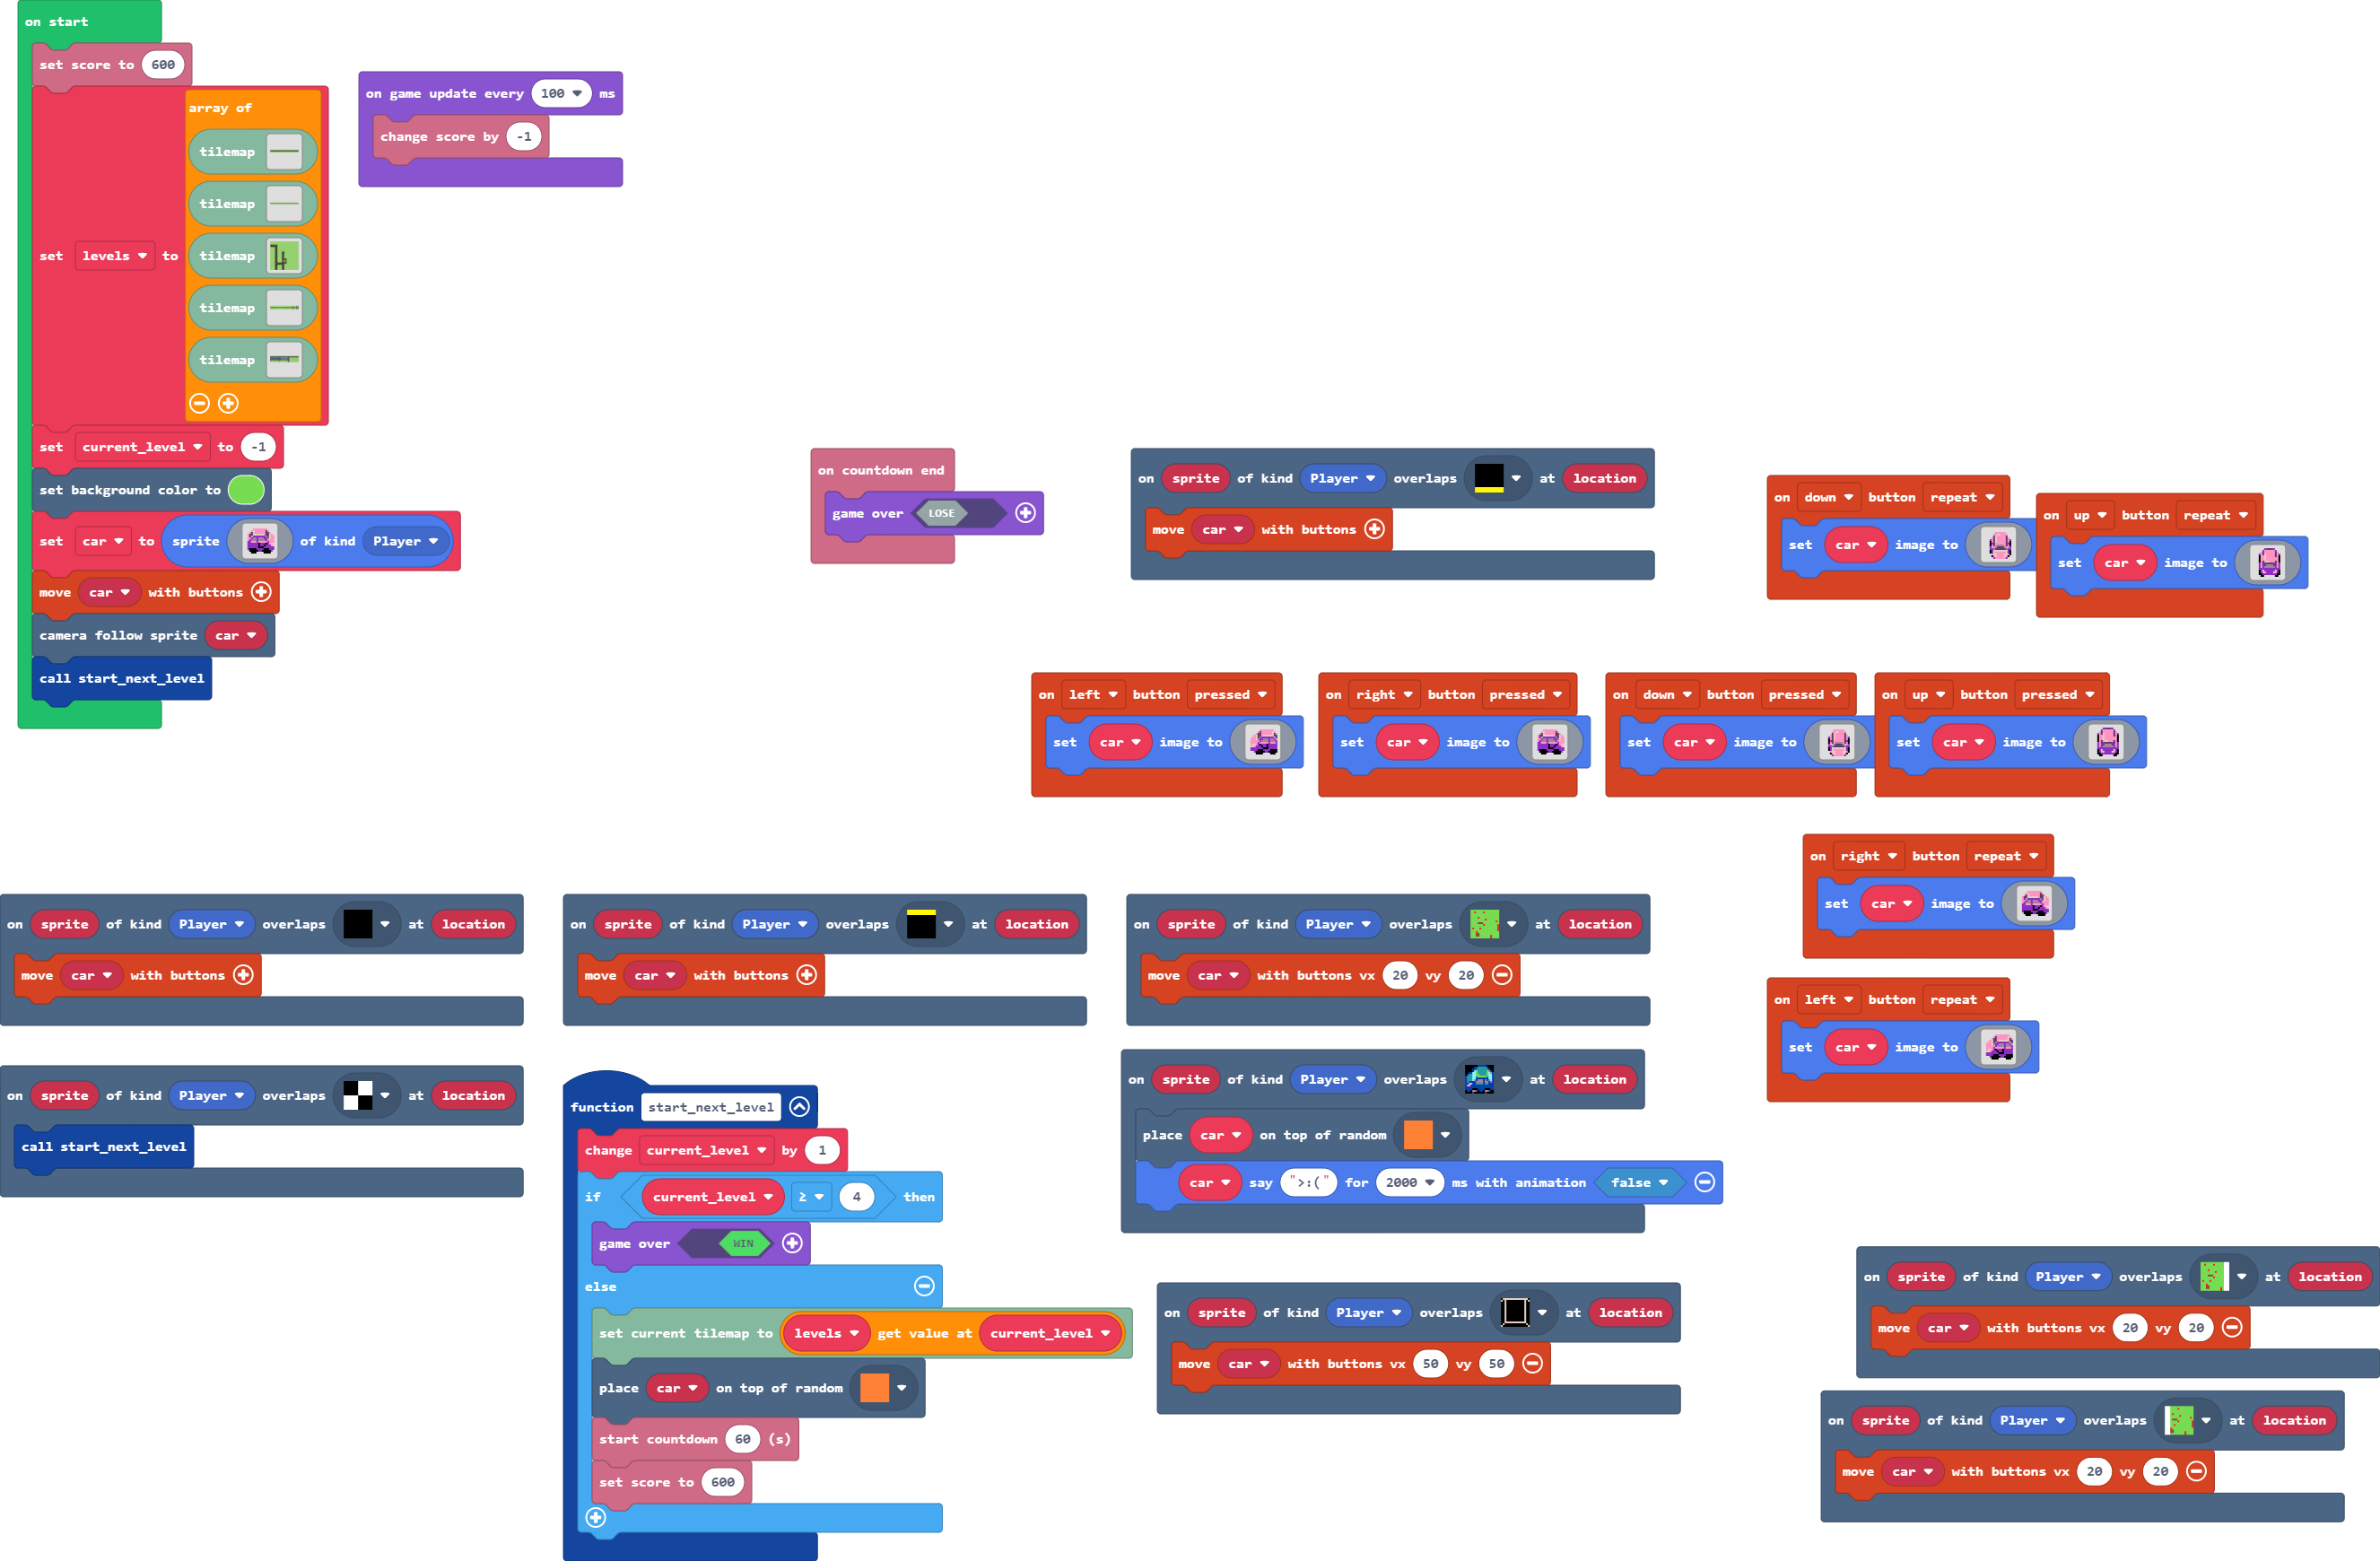 on start
set score to 600
set levels to array of
tilemap
tilemap
tilemap
tilemap
tilemap
set current_level to -1
set background color to
set car to sprite of kind Player
move car with buttons
camera follow sprite car
call start_next_level
on game update every 100 ms
change score by -1
on countdown end
game over LOSE
on sprite of kind Player overlaps at location
move car with buttons
on down button repeat
set car image to
on up button repeat
set car image to
on left button pressed
set car image to
on right button pressed
set car image to
on down button pressed
set car image to
on up button pressed
set car image to
on right button repeat
set car image to
on left button repeat
set car image to
on sprite of kind Player overlaps at location
move car with buttons
on sprite of kind Player overlaps at location
move car with buttons
on sprite of kind Player overlaps at location
move car with buttons vx 20 vy 20
on sprite of kind Player overlaps at location
call start_next_level
function start_next_level
change current_level by 1
if current_level ≥ 4 then
game over WIN
else
set current tilemap to levels get value at current_level
place car on top of random
start countdown 60 (s)
set score to 600
on sprite of kind Player overlaps at location
place car on top of random
car say ">:(" for 2000 ms with animation false
on sprite of kind Player overlaps at location
move car with buttons vx 50 vy 50
on sprite of kind Player overlaps at location
move car with buttons vx 20 vy 20
on sprite of kind Player overlaps at location
move car with buttons vx 20 vy 20